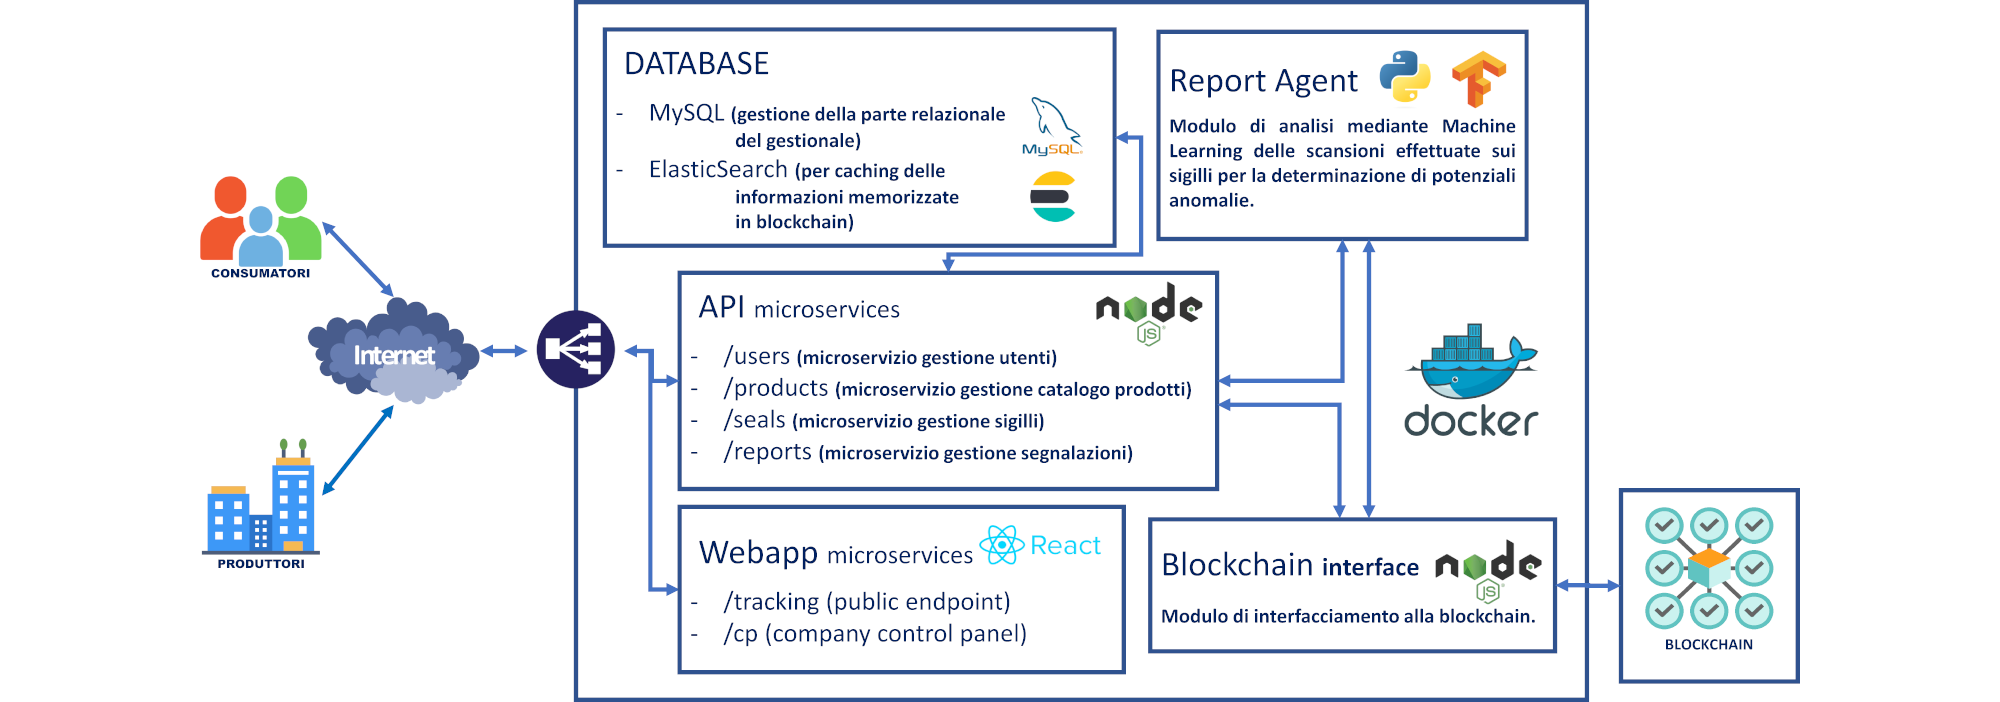 DATABASE
- MySQL (gestione della parte relazionale
del gestionale)
- ElasticSearch (per caching delle
informazioni memorizzate
in blockchain)
MySQL
Report Agent
Modulo di analisi mediante Machine
Learning delle scansioni effettuate sui
sigilli per la determinazione di potenziali
anomalie.
CONSUMATORI
Internet
PRODUTTORI
API microservices
node
JS
- /users (microservizio gestione utenti)
- /products (microservizio gestione catalogo prodotti)
- /seals (microservizio gestione sigilli)
- /reports (microservizio gestione segnalazioni)
docker
Webapp microservices
React
- /tracking (public endpoint)
- /cp (company control panel)
Blockchain interface
node
JS
Modulo di interfacciamento alla blockchain.
BLOCKCHAIN